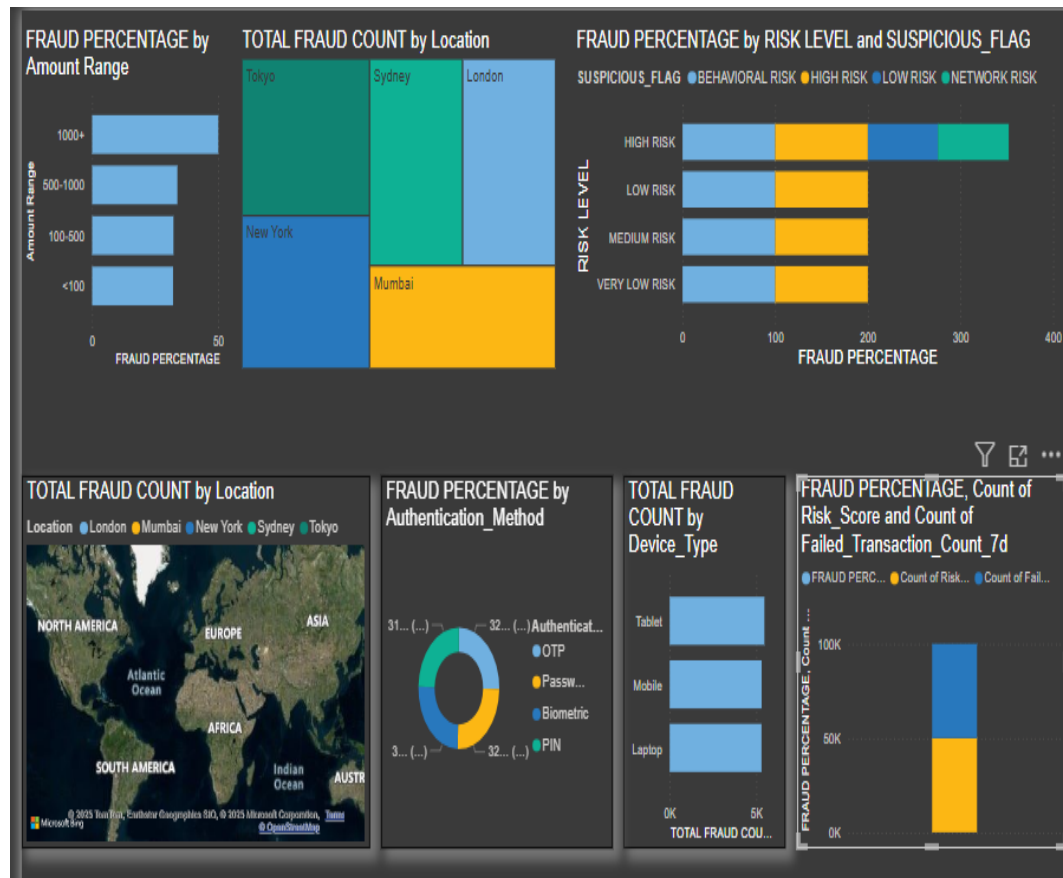 FRAUD PERCENTAGE by
Amount Range
Amount Range
1000+
500-1000
100-500
<100
0
50
FRAUD PERCENTAGE
TOTAL FRAUD COUNT by Location
Tokyo
Sydney
London
New York
Mumbai
FRAUD PERCENTAGE by RISK LEVEL and SUSPICIOUS_FLAG
SUSPICIOUS_FLAG BEHAVIORAL RISK HIGH RISK LOW RISK NETWORK RISK
RISK LEVEL
HIGH RISK
LOW RISK
MEDIUM RISK
VERY LOW RISK
0 100 200 300 400
FRAUD PERCENTAGE
TOTAL FRAUD COUNT by Location
Location London Mumbai New York Sydney Tokyo
NORTH AMERICA
EUROPE
ASIA
Atlantic
Ocean
AFRICA
SOUTH AMERICA
Indian
Ocean
AUSTR
Microsoft Bing
© 2025 TomTom, Earthstar Geographics SIO, © 2025 Microsoft Corporation, Terms
© OpenStreetMap
FRAUD PERCENTAGE by
Authentication_Method
31... (...)
32... (...)
3... (...)
32... (...)
Authenticat...
OTP
Passw...
Biometric
PIN
TOTAL FRAUD
COUNT by
Device_Type
Tablet
Mobile
Laptop
0K 5K
TOTAL FRAUD COU...
FRAUD PERCENTAGE, Count of
Risk_Score and Count of
Failed_Transaction_Count_7d
FRAUD PERC... Count of Risk... Count of Fail...
FRAUD PERCENTAGE, Count ...
100K
50K
0K